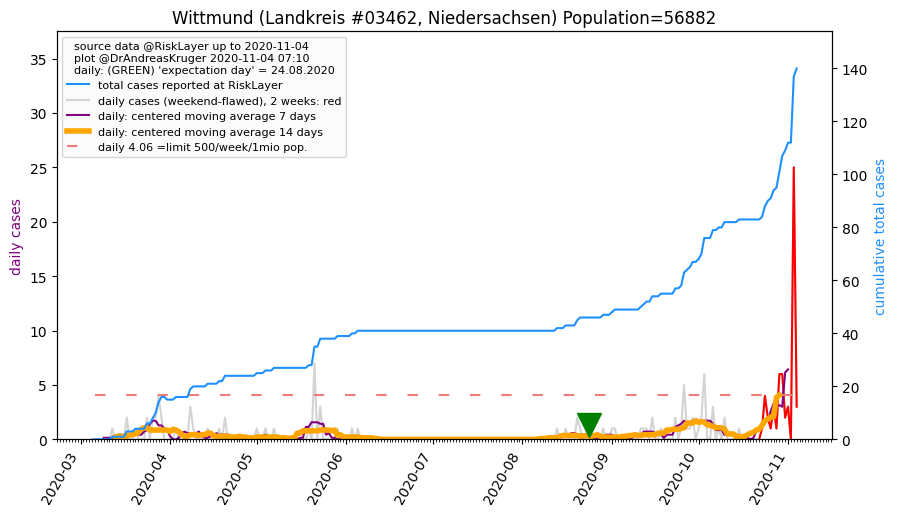 Wittmund (Landkreis #03462, Niedersachsen) Population=56882
source data @RiskLayer up to 2020-11-04
plot @DrAndreasKruger 2020-11-04 07:10
daily: (GREEN) 'expectation day' = 24.08.2020
total cases reported at RiskLayer
daily cases (weekend-flawed), 2 weeks: red
daily: centered moving average 7 days
daily: centered moving average 14 days
daily 4.06 =limit 500/week/1mio pop.
daily cases
35
30
25
20
15
10
5
0
cumulative total cases
140
120
100
80
60
40
20
0
2020-03
2020-04
2020-05
2020-06
2020-07
2020-08
2020-09
2020-10
2020-11